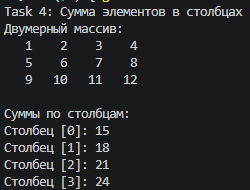 Task 4: Сумма элементов в столбцах
Двумерный массив:
1 2 3 4
5 6 7 8
9 10 11 12
Суммы по столбцам:
Столбец [0]: 15
Столбец [1]: 18
Столбец [2]: 21
Столбец [3]: 24